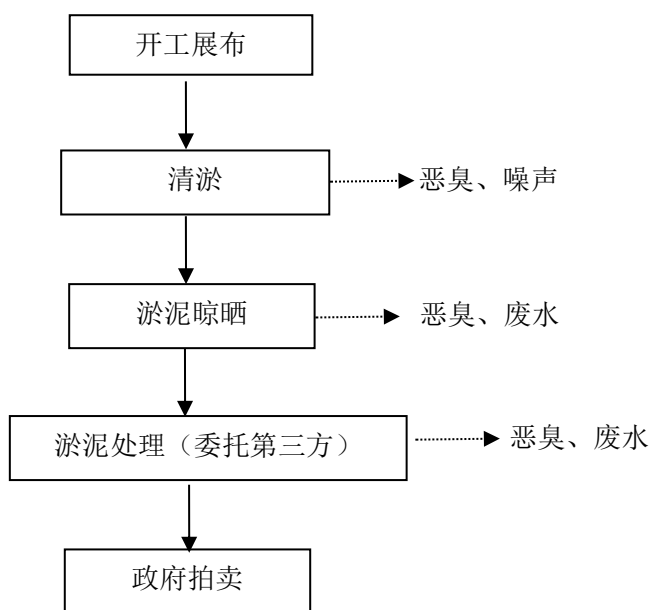 开工展布
清淤
恶臭、噪声
淤泥晾晒
恶臭、废水
淤泥处理（委托第三方）
恶臭、废水
政府拍卖